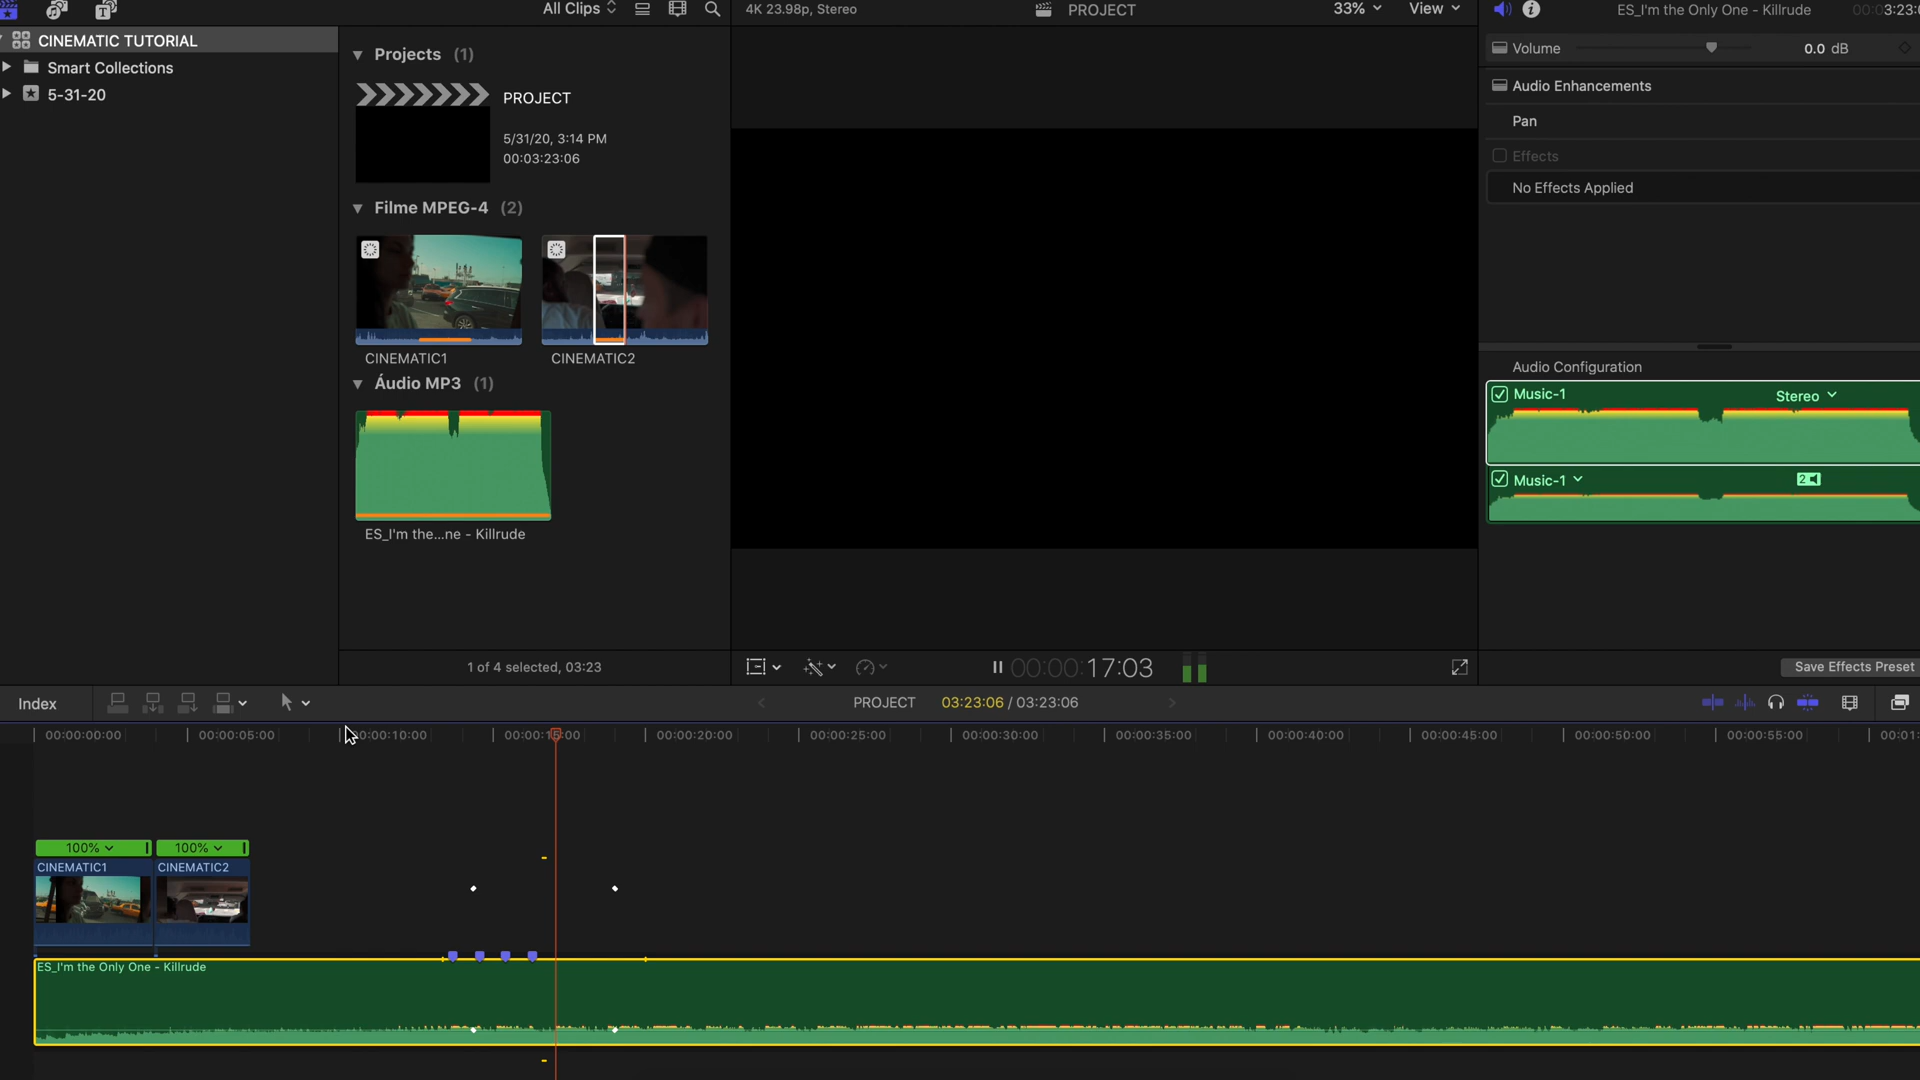 All Clips
4K 23.98p, Stereo
PROJECT
33%
View
ES_I'm the Only One - Killrude
CINEMATIC TUTORIAL
Smart Collections
5-31-20
Projects (1)
PROJECT
5/31/20, 3:14 PM
00:03:23:06
Filme MPEG-4 (2)
CINEMATIC1
CINEMATIC2
Áudio MP3 (1)
ES_I'm the...ne - Killrude
1 of 4 selected, 03:23
00:00:17:03
Volume
0.0 dB
Audio Enhancements
Pan
Effects
No Effects Applied
Audio Configuration
Music-1
Stereo
Music-1
2
Save Effects Preset
Index
PROJECT
03:23:06 / 03:23:06
00:00:00:00
00:00:05:00
00:00:10:00
00:00:15:00
00:00:20:00
00:00:25:00
00:00:30:00
00:00:35:00
00:00:40:00
00:00:45:00
00:00:50:00
00:00:55:00
100%
100%
CINEMATIC1
CINEMATIC2
ES_I'm the Only One - Killrude